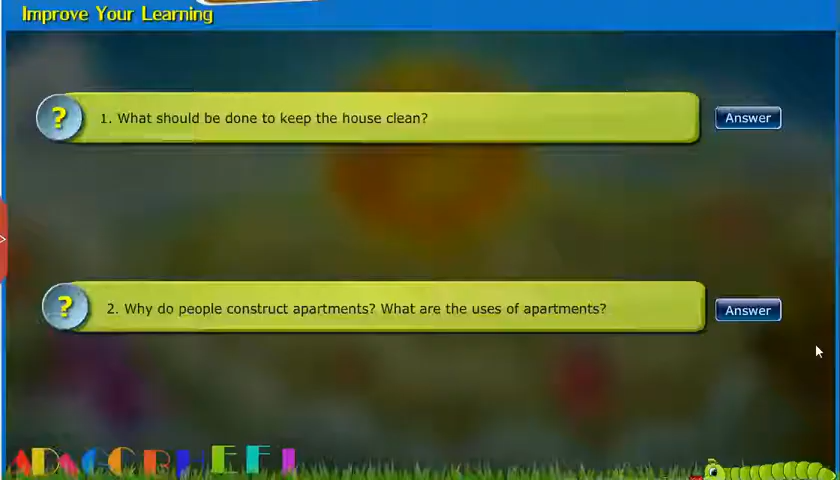 Improve Your Learning
? 1. What should be done to keep the house clean? Answer
? 2. Why do people construct apartments? What are the uses of apartments? Answer